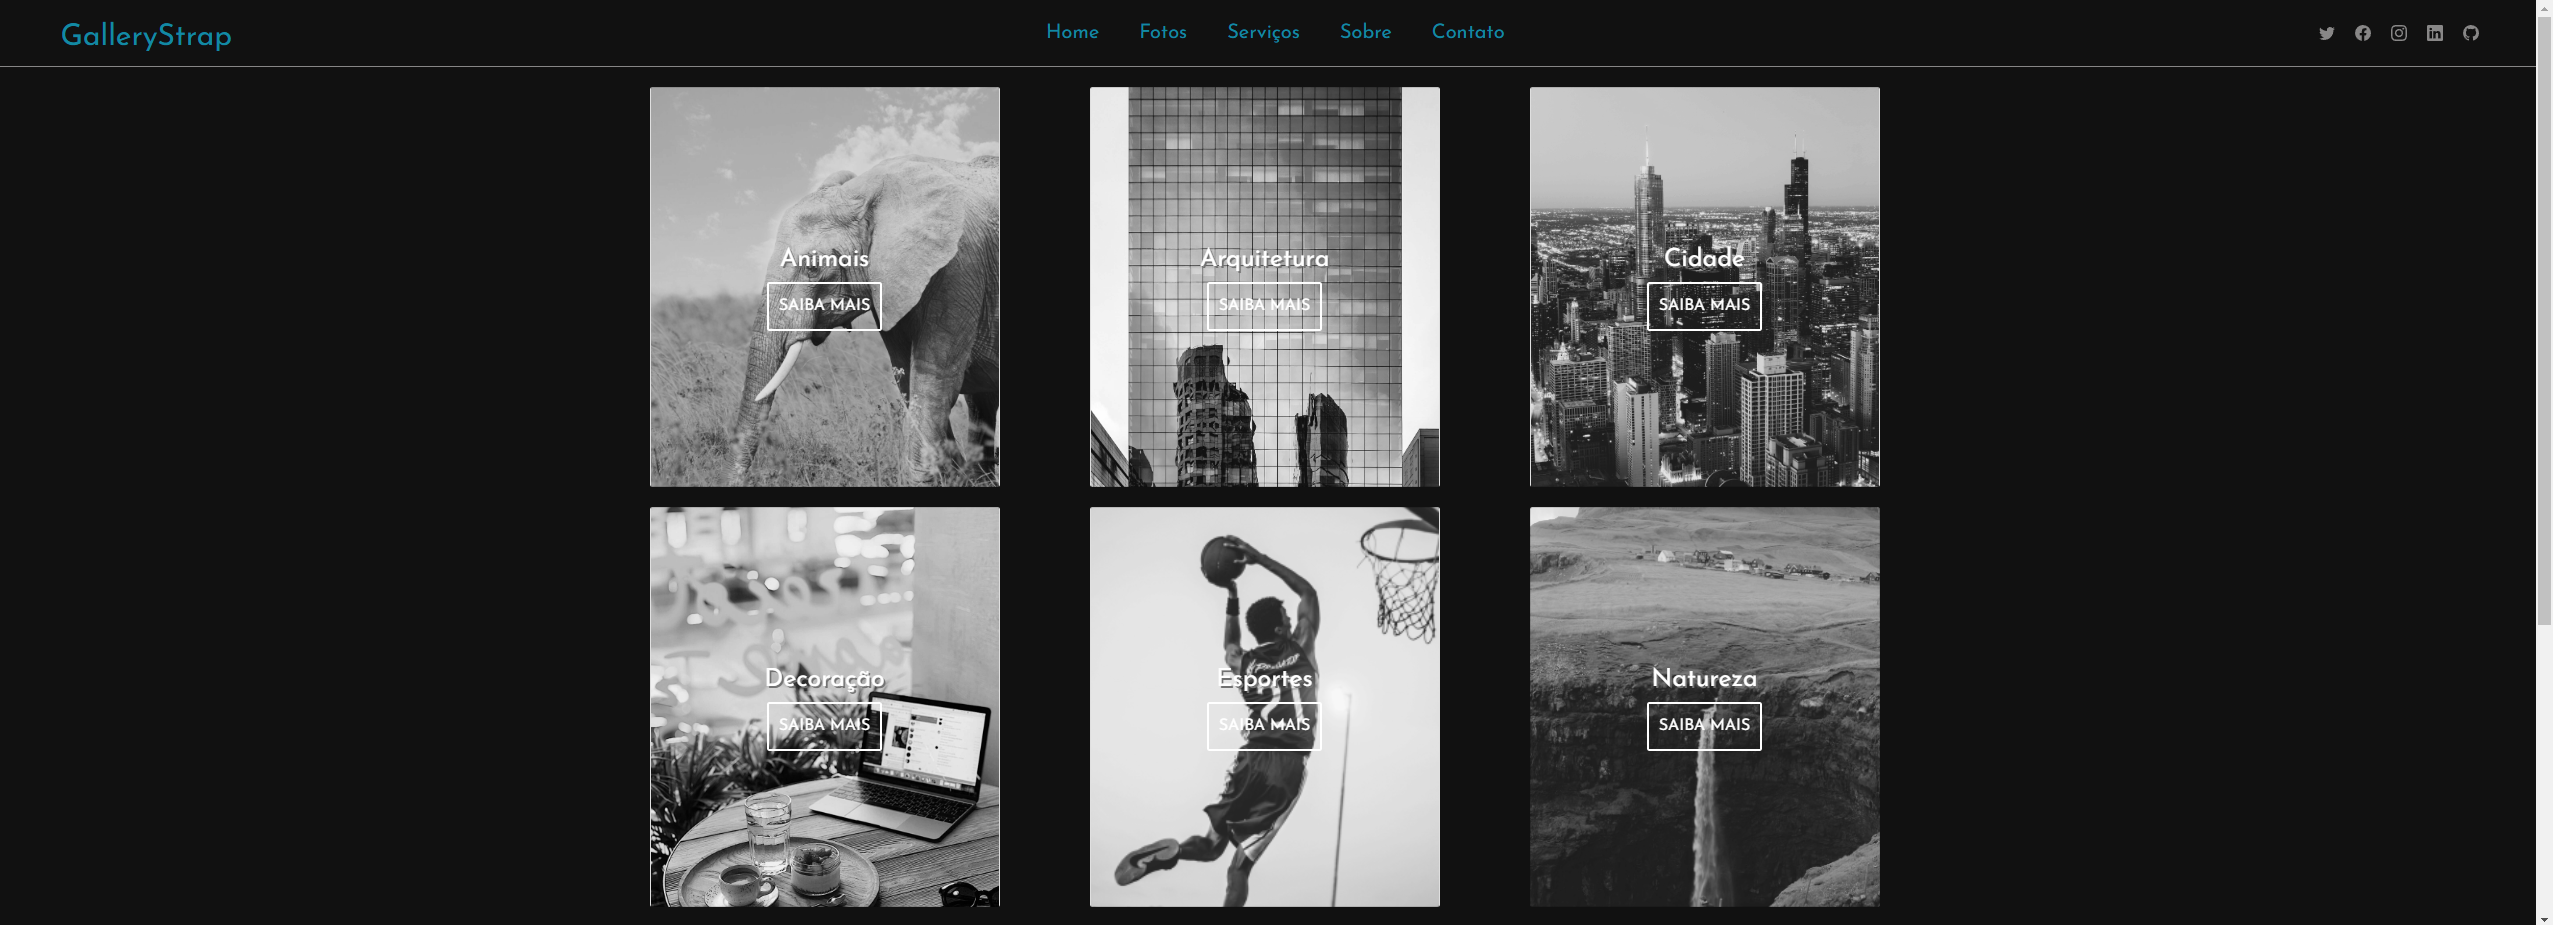 GalleryStrap
Home Fotos Serviços Sobre Contato
Animais
SAIBA MAIS
Arquitetura
SAIBA MAIS
Cidade
SAIBA MAIS
Decoração
SAIBA MAIS
Esportes
SAIBA MAIS
Natureza
SAIBA MAIS